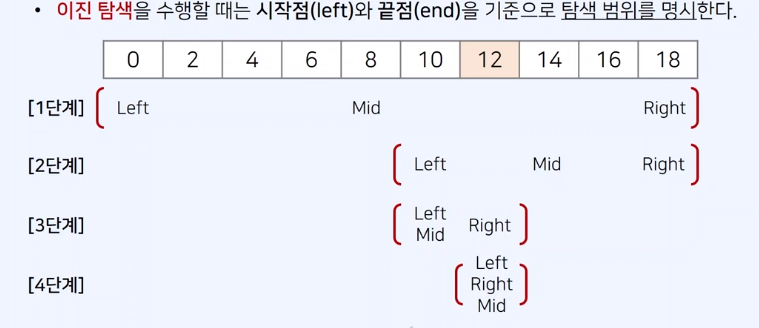 • 이진 탐색을 수행할 때는 시작점(left)와 끝점(end)을 기준으로 탐색 범위를 명시한다.
0 2 4 6 8 10 12 14 16 18
[1단계] Left Mid Right
[2단계] Left Mid Right
[3단계] Left Right
Mid
[4단계] Left
Right
Mid